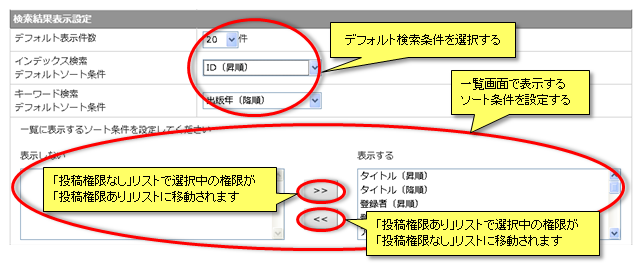 検索結果表示設定
デフォルト表示件数
20 件
デフォルト検索条件を選択する
インデックス検索
デフォルトソート条件
ID（昇順）
キーワード検索
デフォルトソート条件
出版年（降順）
一覧画面で表示する
ソート条件を設定する
一覧に表示するソート条件を設定してください
表示しない
表示する
「投稿権限なし」リストで選択中の権限が
「投稿権限あり」リストに移動されます
>>
<<
タイトル（昇順）
タイトル（降順）
登録者（昇順）
「投稿権限あり」リストで選択中の権限が
「投稿権限なし」リストに移動されます